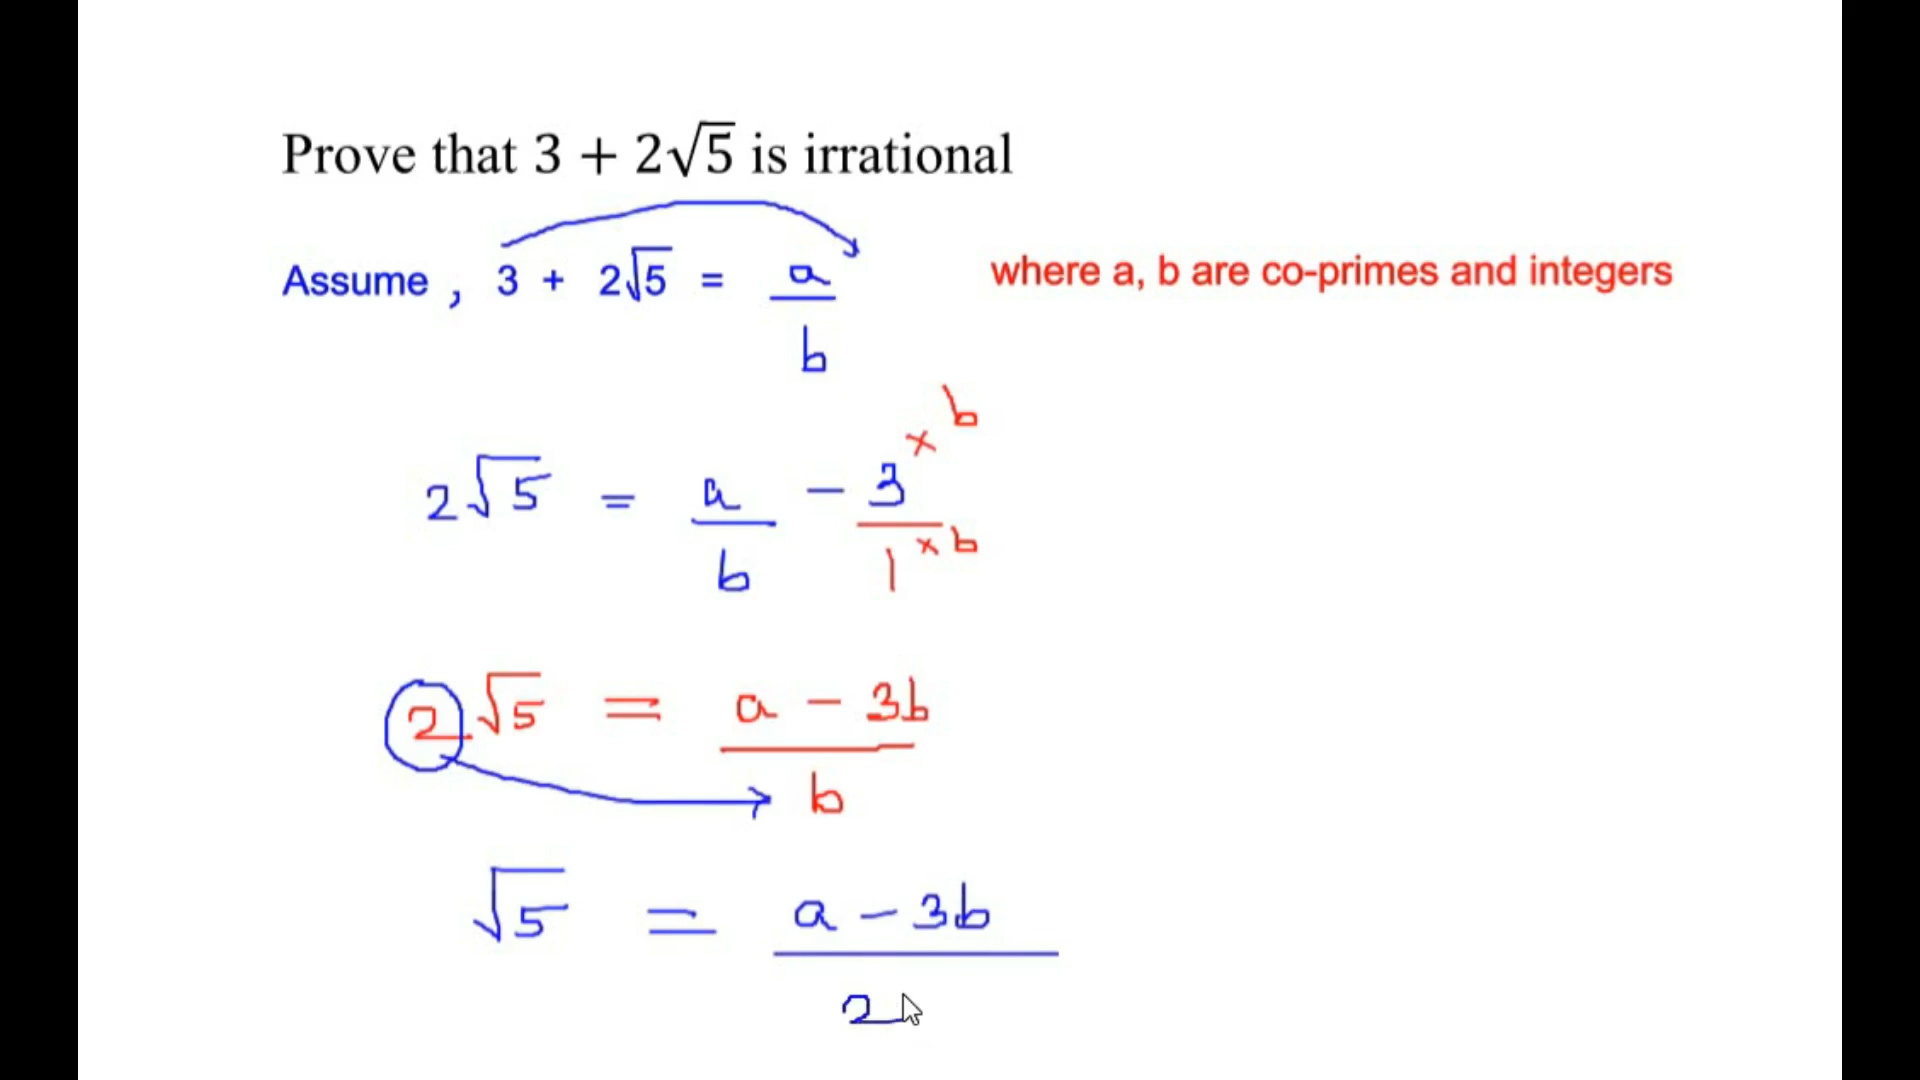 Prove that 3 + 2√5 is irrational
Assume , 3 + 2√5 = a/b where a, b are co-primes and integers
2√5 = a/b - 3 × b / 1 × b
2√5 = a - 3b / b
√5 = a - 3b / 2